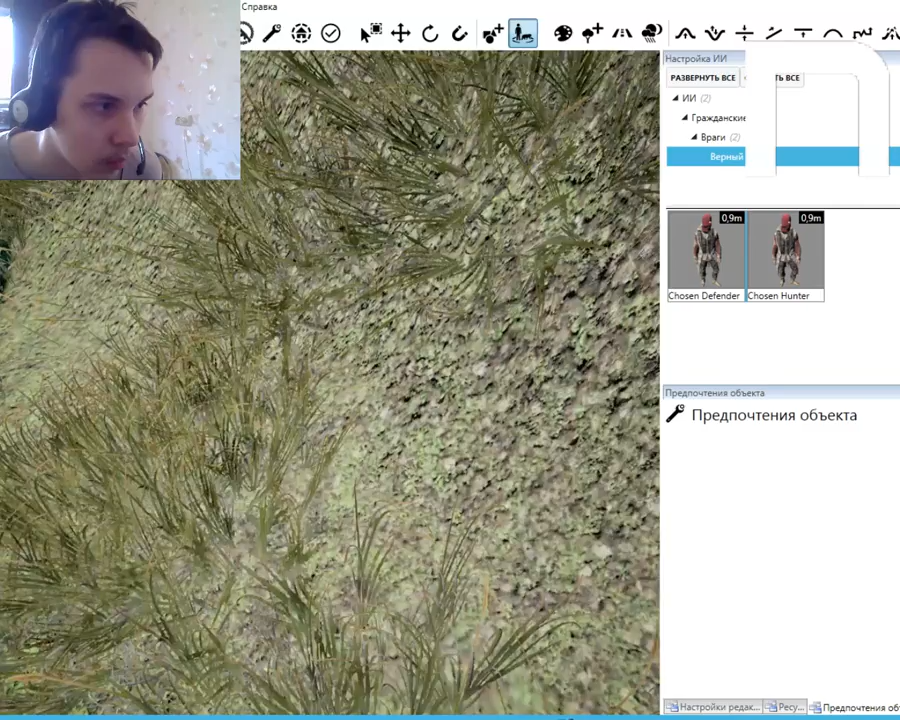 Справка
Настройка ИИ
РАЗВЕРНУТЬ ВСЕ
ТЬ ВСЕ
ИИ (2)
Гражданские
Враги (2)
Верный
0,9m
0,9m
Chosen Defender
Chosen Hunter
Предпочтения объекта
Предпочтения объекта
Настройки редак...
Ресу...
Предпочтения об